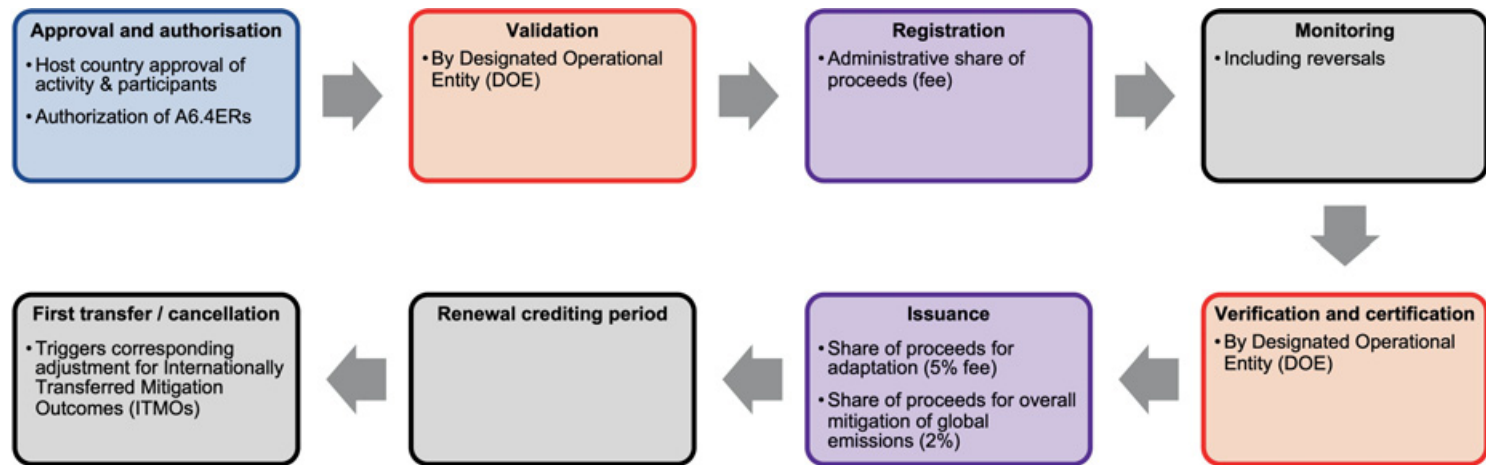 Approval and authorisation
• Host country approval of
activity & participants
• Authorization of A6.4ERs
Validation
• By Designated Operational
Entity (DOE)
Registration
• Administrative share of
proceeds (fee)
Monitoring
• Including reversals
Verification and certification
• By Designated Operational
Entity (DOE)
Issuance
• Share of proceeds for
adaptation (5% fee)
• Share of proceeds for overall
mitigation of global
emissions (2%)
Renewal crediting period
First transfer / cancellation
• Triggers corresponding
adjustment for Internationally
Transferred Mitigation
Outcomes (ITMOs)